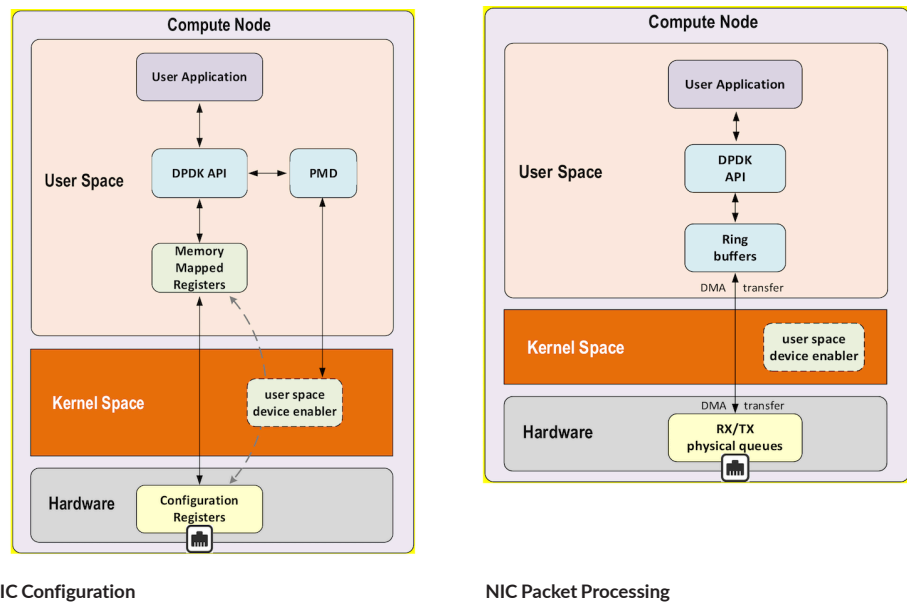 Compute Node
User Application
User Space
DPDK API
PMD
Memory
Mapped
Registers
Kernel Space
user space
device enabler
Hardware
Configuration
Registers
IC Configuration
Compute Node
User Application
User Space
DPDK
API
Ring
buffers
DMA transfer
Kernel Space
user space
device enabler
DMA transfer
Hardware
RX/TX
physical queues
NIC Packet Processing